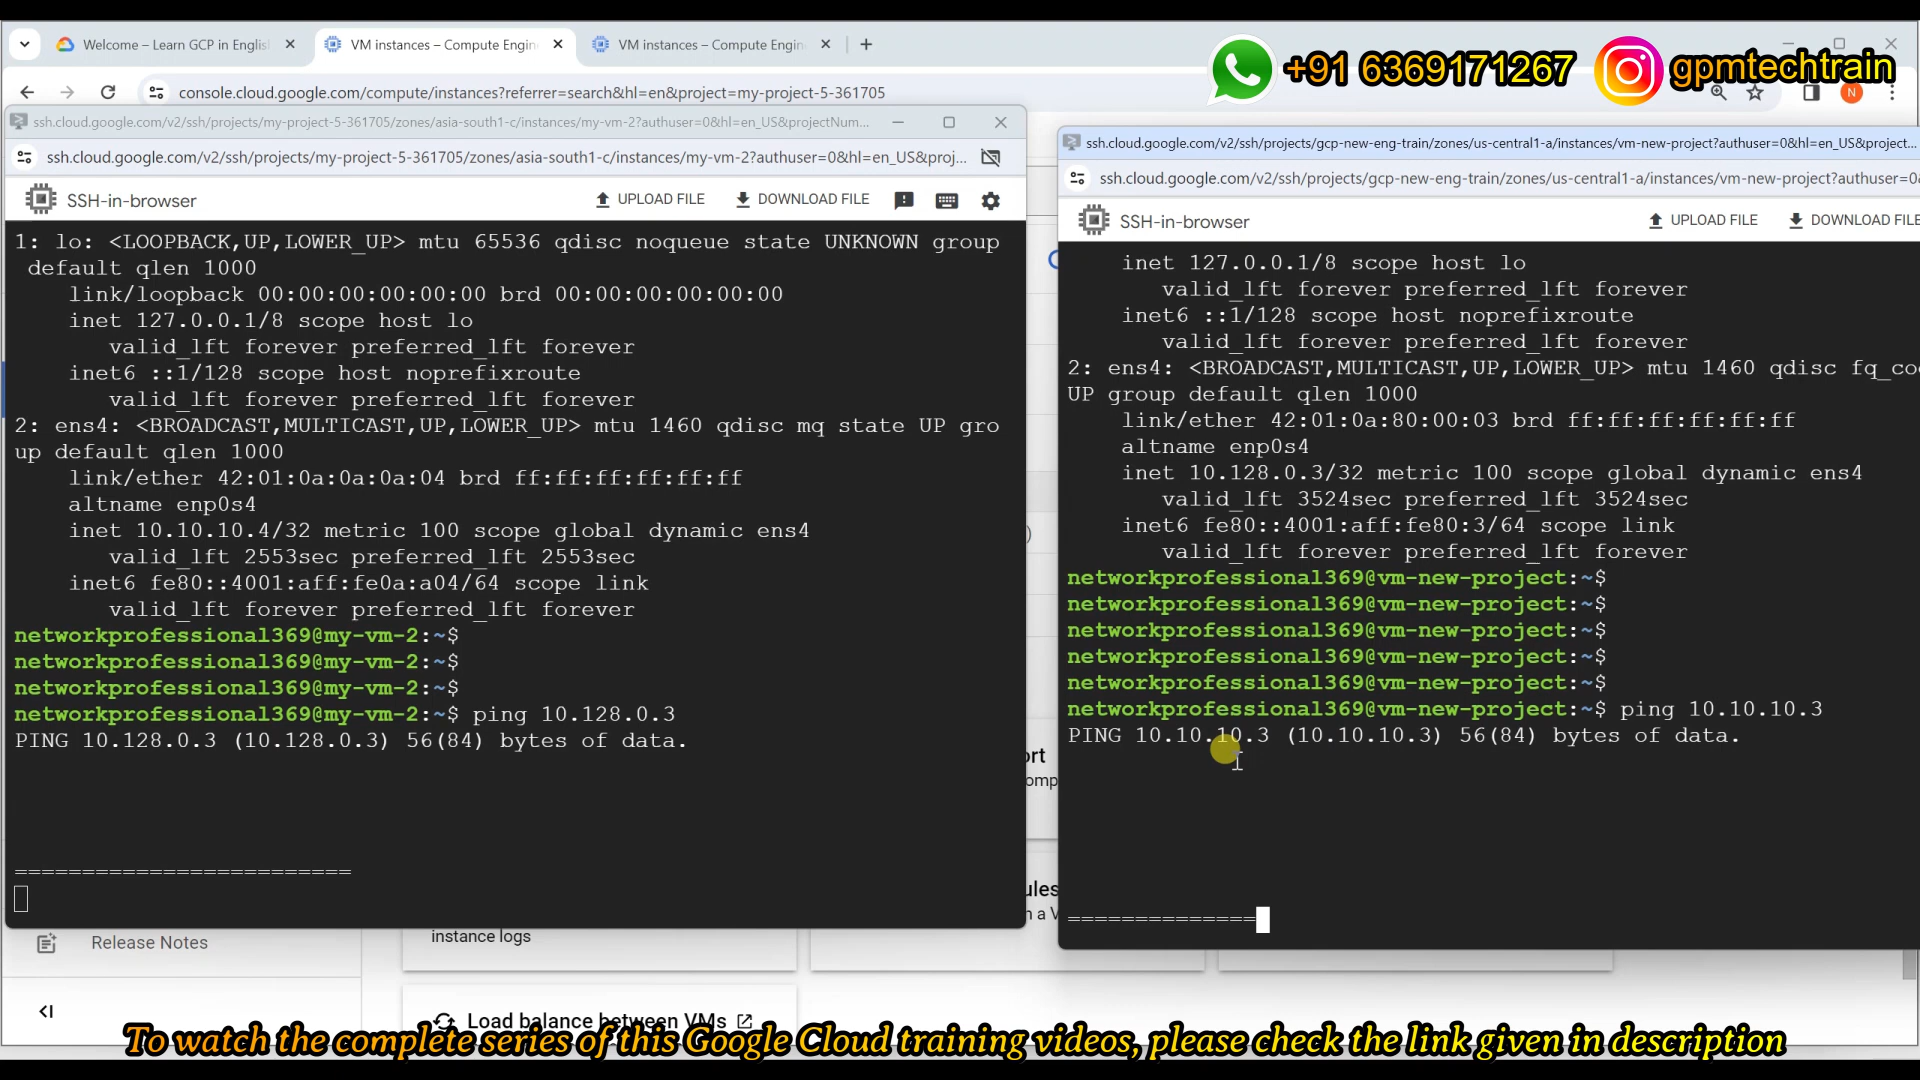 Welcome – Learn GCP in Englis
VM instances – Compute Engin
VM instances – Compute Engin
+91 6369171267
gpmtechtrain
console.cloud.google.com/compute/instances?referrer=search&hl=en&project=my-project-5-361705
N
ssh.cloud.google.com/v2/ssh/projects/my-project-5-361705/zones/asia-south1-c/instances/my-vm-2?authuser=0&hl=en_US&projectNum...
ssh.cloud.google.com/v2/ssh/projects/my-project-5-361705/zones/asia-south1-c/instances/my-vm-2?authuser=0&hl=en_US&proj...
SSH-in-browser
UPLOAD FILE
DOWNLOAD FILE
1: lo: <LOOPBACK,UP,LOWER_UP> mtu 65536 qdisc noqueue state UNKNOWN group
default qlen 1000
link/loopback 00:00:00:00:00:00 brd 00:00:00:00:00:00
inet 127.0.0.1/8 scope host lo
valid_lft forever preferred_lft forever
inet6 ::1/128 scope host noprefixroute
valid_lft forever preferred_lft forever
2: ens4: <BROADCAST,MULTICAST,UP,LOWER_UP> mtu 1460 qdisc mq state UP gro
up default qlen 1000
link/ether 42:01:0a:0a:0a:04 brd ff:ff:ff:ff:ff:ff
altname enp0s4
inet 10.10.10.4/32 metric 100 scope global dynamic ens4
valid_lft 2553sec preferred_lft 2553sec
inet6 fe80::4001:aff:fe0a:a04/64 scope link
valid_lft forever preferred_lft forever
networkprofessional369@my-vm-2:~$
networkprofessional369@my-vm-2:~$
networkprofessional369@my-vm-2:~$
networkprofessional369@my-vm-2:~$ ping 10.128.0.3
PING 10.128.0.3 (10.128.0.3) 56(84) bytes of data.
=========================
ssh.cloud.google.com/v2/ssh/projects/gcp-new-eng-train/zones/us-central1-a/instances/vm-new-project?authuser=0&hl=en_US&project...
ssh.cloud.google.com/v2/ssh/projects/gcp-new-eng-train/zones/us-central1-a/instances/vm-new-project?authuser=0&
SSH-in-browser
UPLOAD FILE
DOWNLOAD FILE
inet 127.0.0.1/8 scope host lo
valid_lft forever preferred_lft forever
inet6 ::1/128 scope host noprefixroute
valid_lft forever preferred_lft forever
2: ens4: <BROADCAST,MULTICAST,UP,LOWER_UP> mtu 1460 qdisc fq_co
UP group default qlen 1000
link/ether 42:01:0a:80:00:03 brd ff:ff:ff:ff:ff:ff
altname enp0s4
inet 10.128.0.3/32 metric 100 scope global dynamic ens4
valid_lft 3524sec preferred_lft 3524sec
inet6 fe80::4001:aff:fe80:3/64 scope link
valid_lft forever preferred_lft forever
networkprofessional369@vm-new-project:~$
networkprofessional369@vm-new-project:~$
networkprofessional369@vm-new-project:~$
networkprofessional369@vm-new-project:~$
networkprofessional369@vm-new-project:~$
networkprofessional369@vm-new-project:~$ ping 10.10.10.3
PING 10.10.10.3 (10.10.10.3) 56(84) bytes of data.
==============
ort
omp
ules
n a V
Release Notes
instance logs
Load balance between VMs
To watch the complete series of this Google Cloud training videos, please check the link given in description